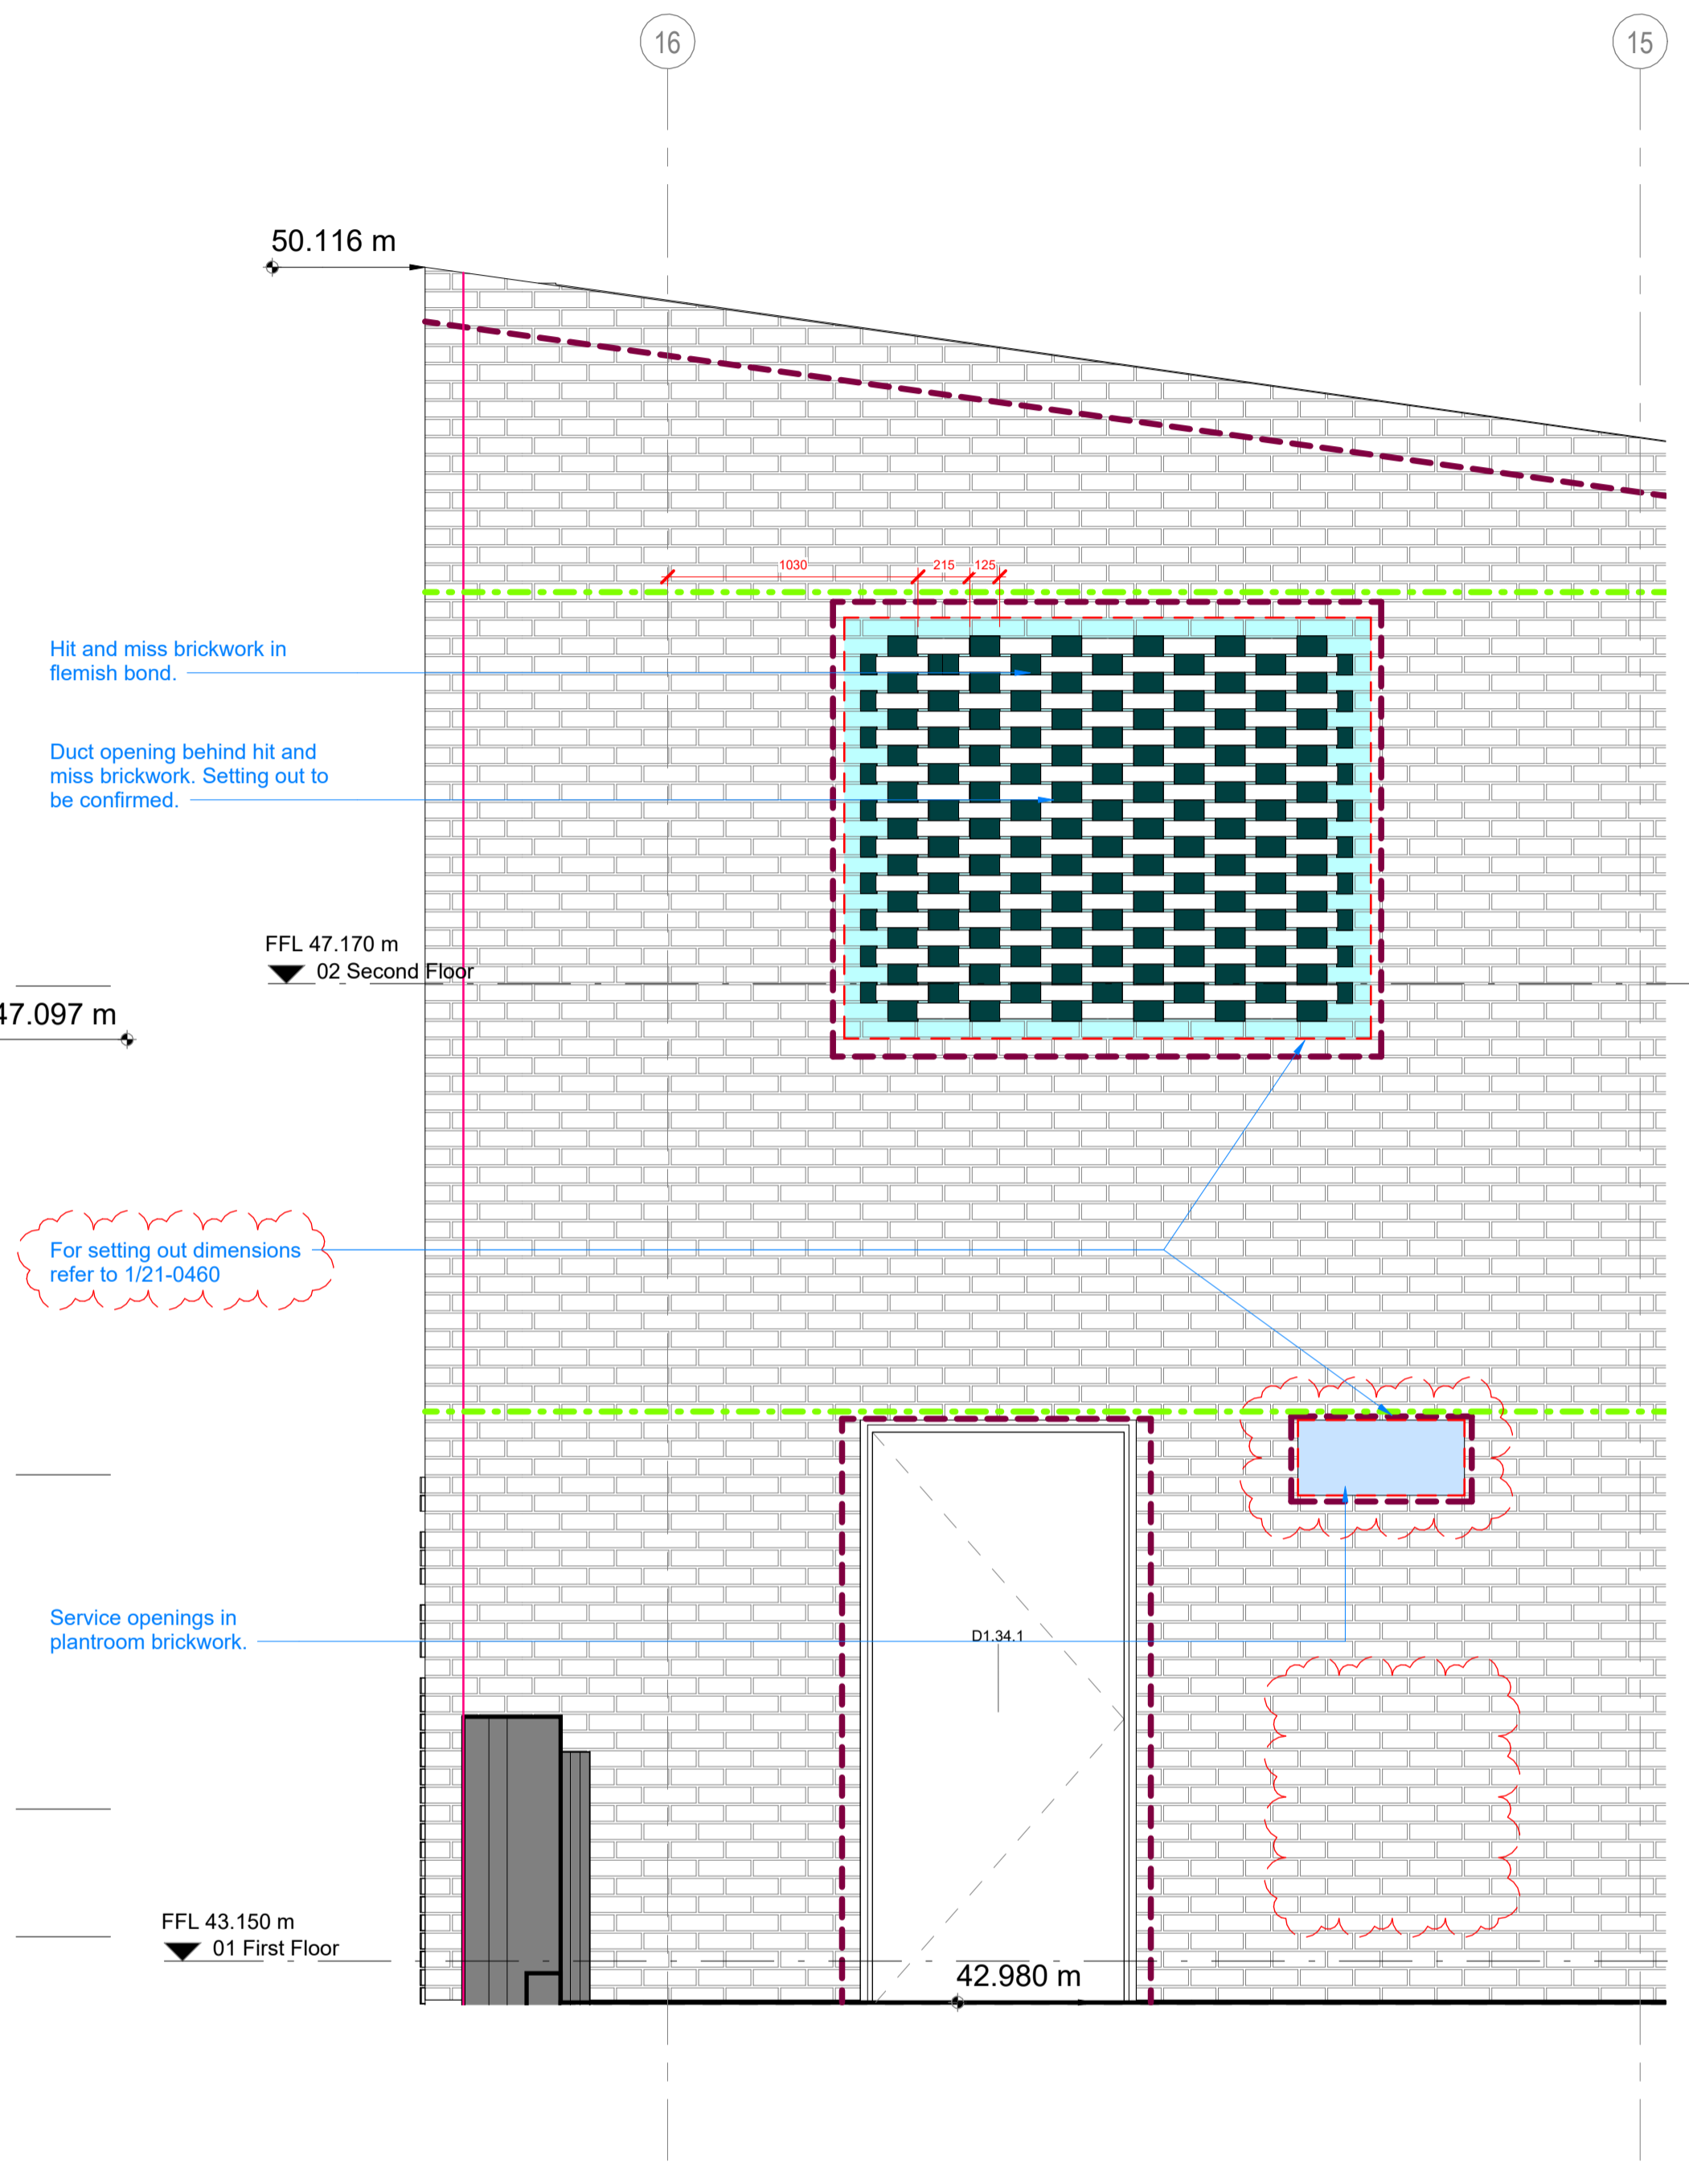 16
15
50.116 m
1030
215
125
Hit and miss brickwork in
flemish bond.
Duct opening behind hit and
miss brickwork. Setting out to
be confirmed.
FFL 47.170 m
02 Second Floor
47.097 m
For setting out dimensions
refer to 1/21-0460
Service openings in
plantroom brickwork.
D1.34.1
FFL 43.150 m
01 First Floor
42.980 m